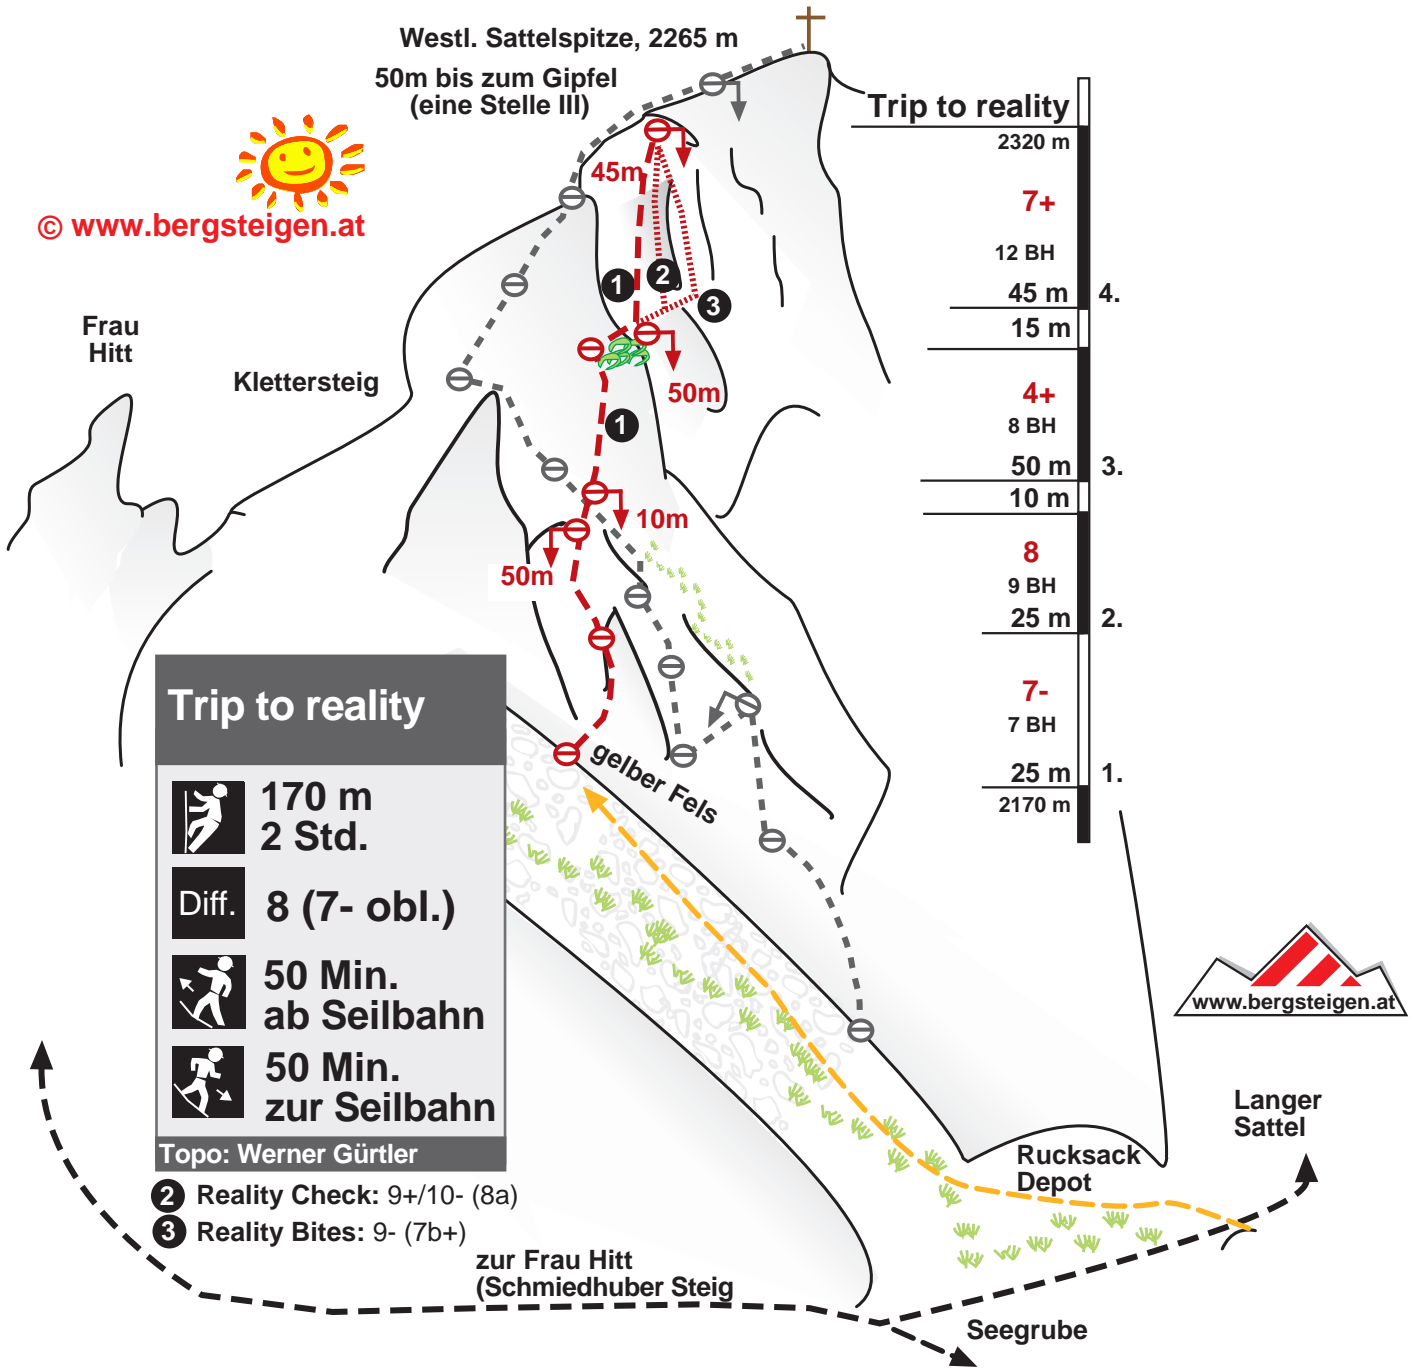 Westl. Sattelspitze, 2265 m
50m bis zum Gipfel
(eine Stelle III)
© www.bergsteigen.at
Frau
Hitt
Klettersteig
45m
1
2
3
50m
1
10m
50m
gelber Fels
Trip to reality
2320 m
7+
12 BH
45 m 4.
15 m
4+
8 BH
50 m 3.
10 m
8
9 BH
25 m 2.
7-
7 BH
25 m 1.
2170 m
Trip to reality
170 m
2 Std.
Diff. 8 (7- obl.)
50 Min.
ab Seilbahn
50 Min.
zur Seilbahn
Topo: Werner Gürtler
2 Reality Check: 9+/10- (8a)
3 Reality Bites: 9- (7b+)
www.bergsteigen.at
Langer
Sattel
Rucksack
Depot
zur Frau Hitt
(Schmiedhuber Steig
Seegrube